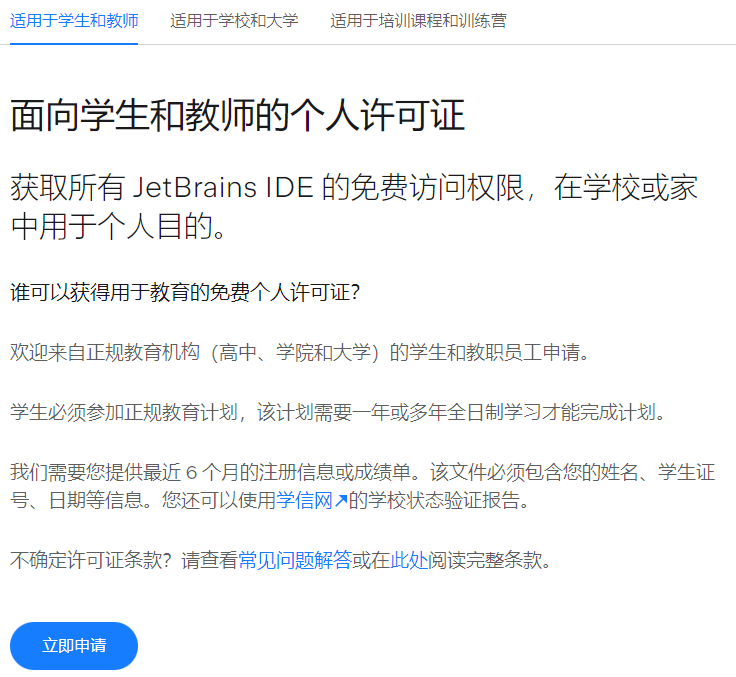 适用于学生和教师 适用于学校和大学 适用于培训课程和训练营
面向学生和教师的个人许可证
获取所有 JetBrains IDE 的免费访问权限，在学校或家
中用于个人目的。
谁可以获得用于教育的免费个人许可证？
欢迎来自正规教育机构（高中、学院和大学）的学生和教职员工申请。
学生必须参加正规教育计划，该计划需要一年或多年全日制学习才能完成计划。
我们需要您提供最近 6 个月的注册信息或成绩单。该文件必须包含您的姓名、学生证
号、日期等信息。您还可以使用学信网↗的学校状态验证报告。
不确定许可证条款？请查看常见问题解答或在此处阅读完整条款。
立即申请